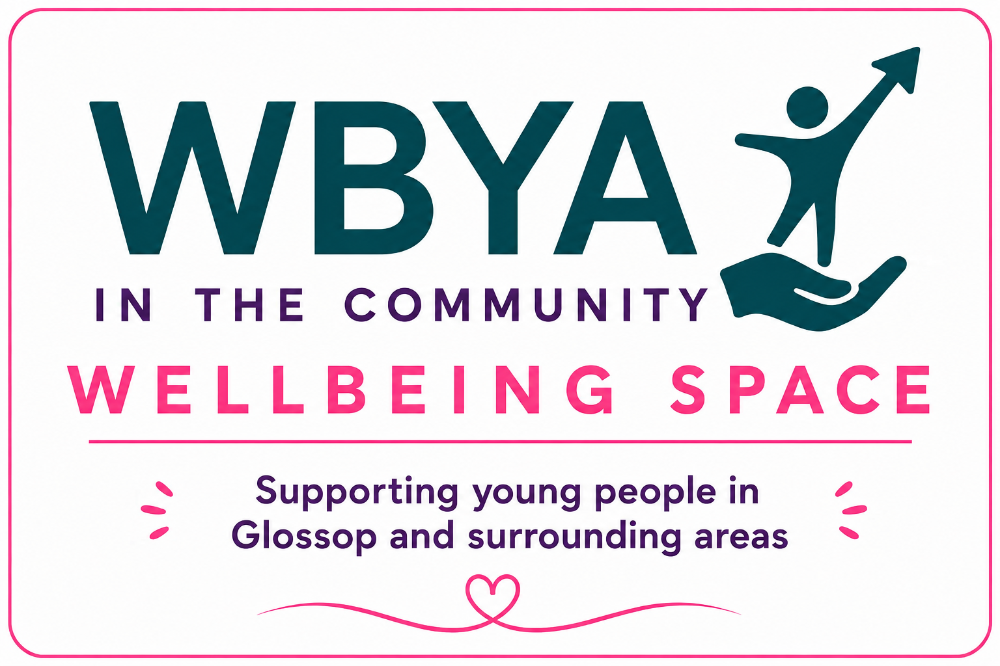 WBYA
IN THE COMMUNITY
WELLBEING SPACE
Supporting young people in
Glossop and surrounding areas